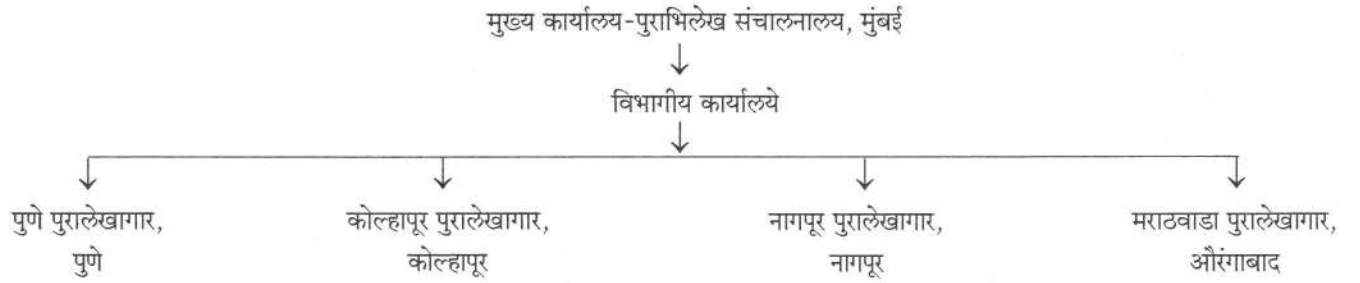 मुख्य कार्यालय-पुराभिलेख संचालनालय, मुंबई
विभागीय कार्यालये
पुणे पुरालेखागार,
पुणे
कोल्हापूर पुरालेखागार,
कोल्हापूर
नागपूर पुरालेखागार,
नागपूर
मराठवाडा पुरालेखागार,
औरंगाबाद